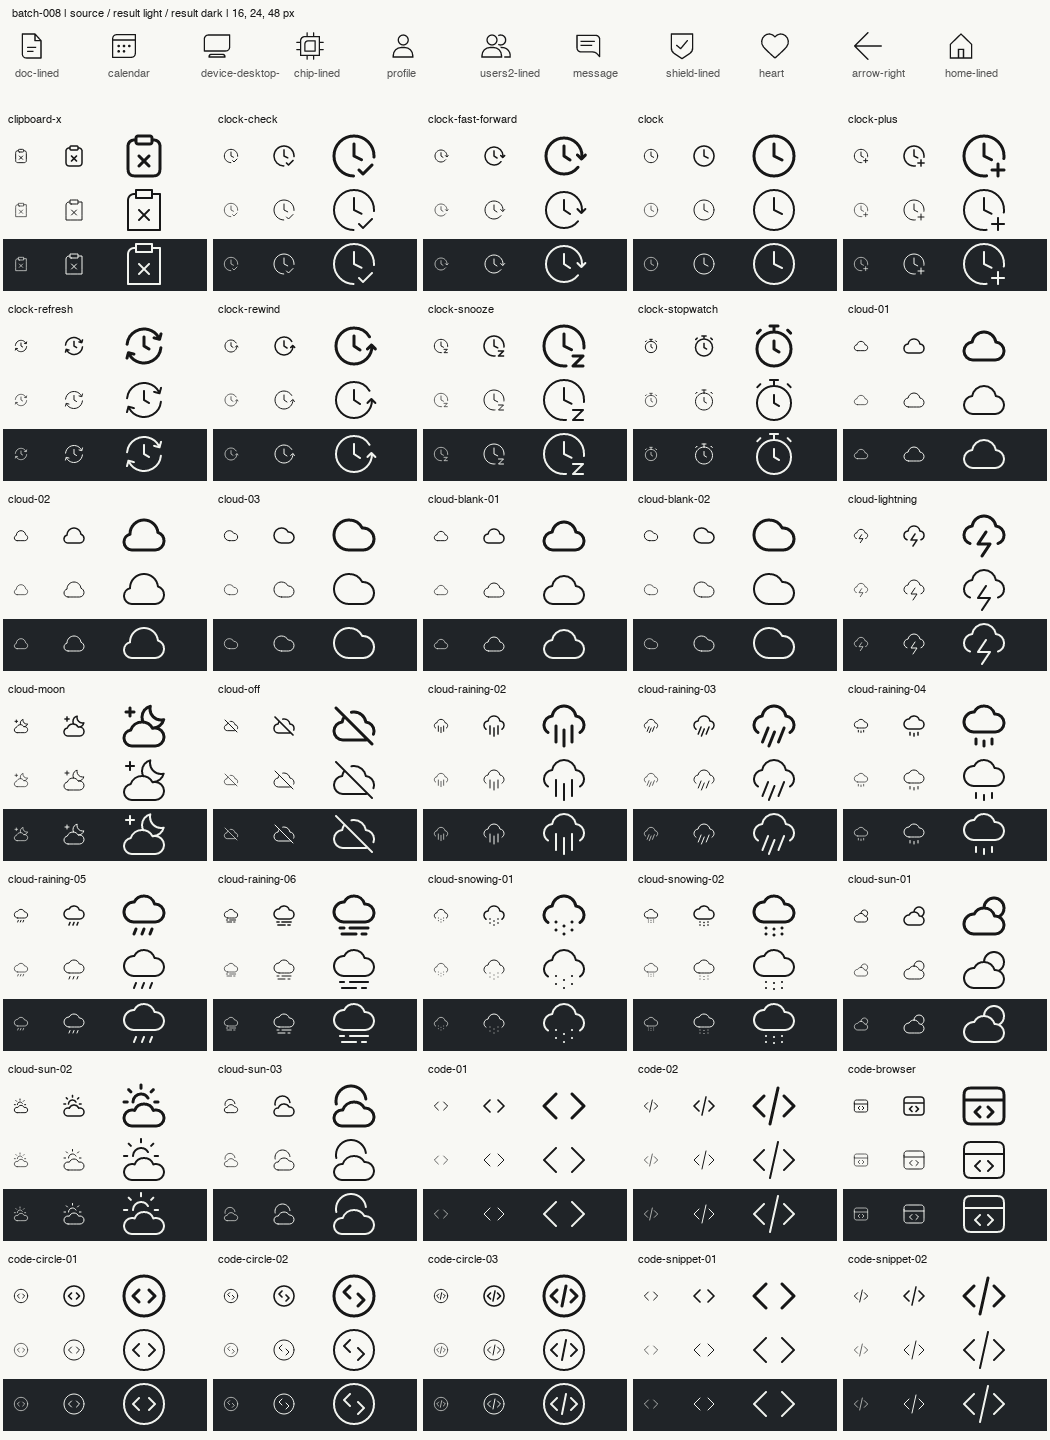 batch-008 | source / result light / result dark | 16, 24, 48 px
doc-lined calendar device-desktop- chip-lined profile users2-lined message shield-lined heart arrow-right home-lined
clipboard-x clock-check clock-fast-forward clock clock-plus
clock-refresh clock-rewind clock-snooze clock-stopwatch cloud-01
cloud-02 cloud-03 cloud-blank-01 cloud-blank-02 cloud-lightning
cloud-moon cloud-off cloud-raining-02 cloud-raining-03 cloud-raining-04
cloud-raining-05 cloud-raining-06 cloud-snowing-01 cloud-snowing-02 cloud-sun-01
cloud-sun-02 cloud-sun-03 code-01 code-02 code-browser
code-circle-01 code-circle-02 code-circle-03 code-snippet-01 code-snippet-02